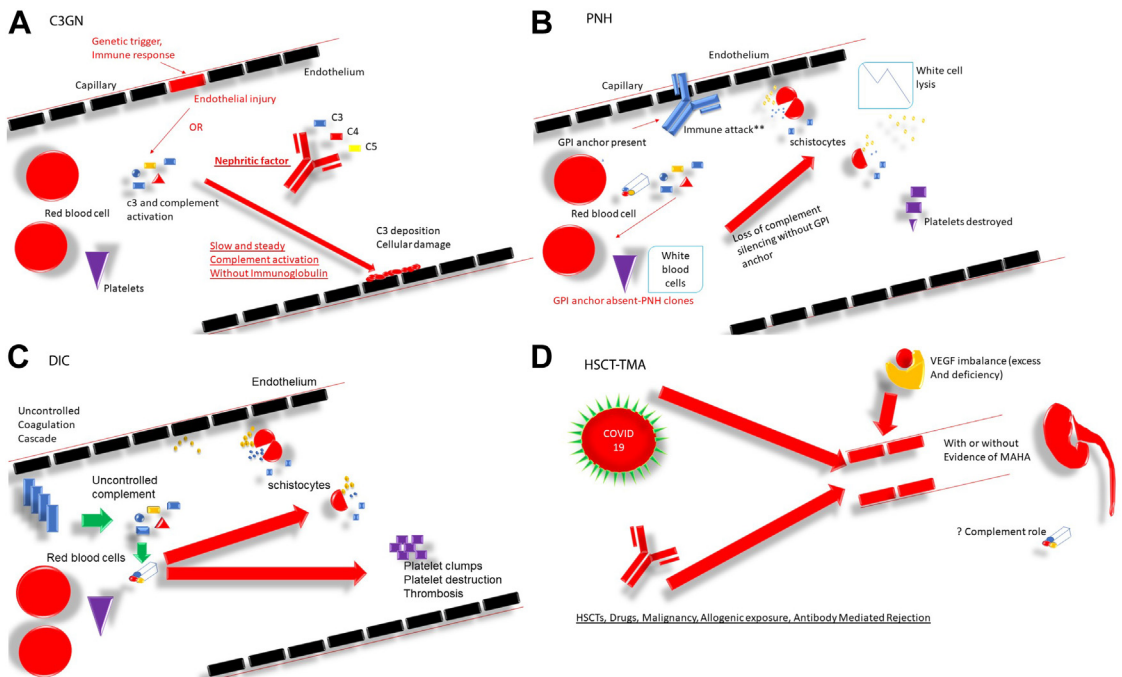 A
C3GN
Genetic trigger,
Immune response
Capillary
Endothelium
Endothelial injury
OR
C3
C4
C5
Nephritic factor
Red blood cell
c3 and complement
activation
C3 deposition
Cellular damage
Slow and steady
Complement activation
Without Immunoglobulin
Platelets
B
PNH
Endothelium
Capillary
White cell
lysis
Immune attack**
GPI anchor present
schistocytes
Red blood cell
Platelets destroyed
Loss of complement
silencing without GPI
anchor
White
blood
cells
GPI anchor absent-PNH clones
C
DIC
Endothelium
Uncontrolled
Coagulation
Cascade
Uncontrolled
complement
schistocytes
Red blood cells
Platelet clumps
Platelet destruction
Thrombosis
D
HSCT-TMA
VEGF imbalance (excess
And deficiency)
COVID
19
With or without
Evidence of MAHA
? Complement role
HSCTs, Drugs, Malignancy, Allogenic exposure, Antibody Mediated Rejection